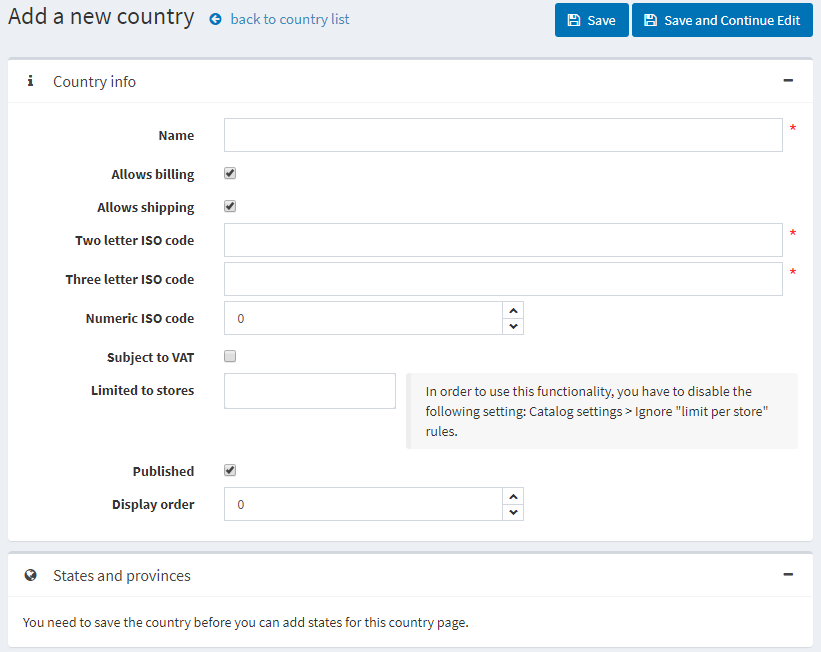 Add a new country back to country list Save Save and Continue Edit
Country info
Name *
Allows billing
Allows shipping
Two letter ISO code *
Three letter ISO code *
Numeric ISO code 0
Subject to VAT
Limited to stores In order to use this functionality, you have to disable the
following setting: Catalog settings > Ignore "limit per store"
rules.
Published
Display order 0
States and provinces
You need to save the country before you can add states for this country page.